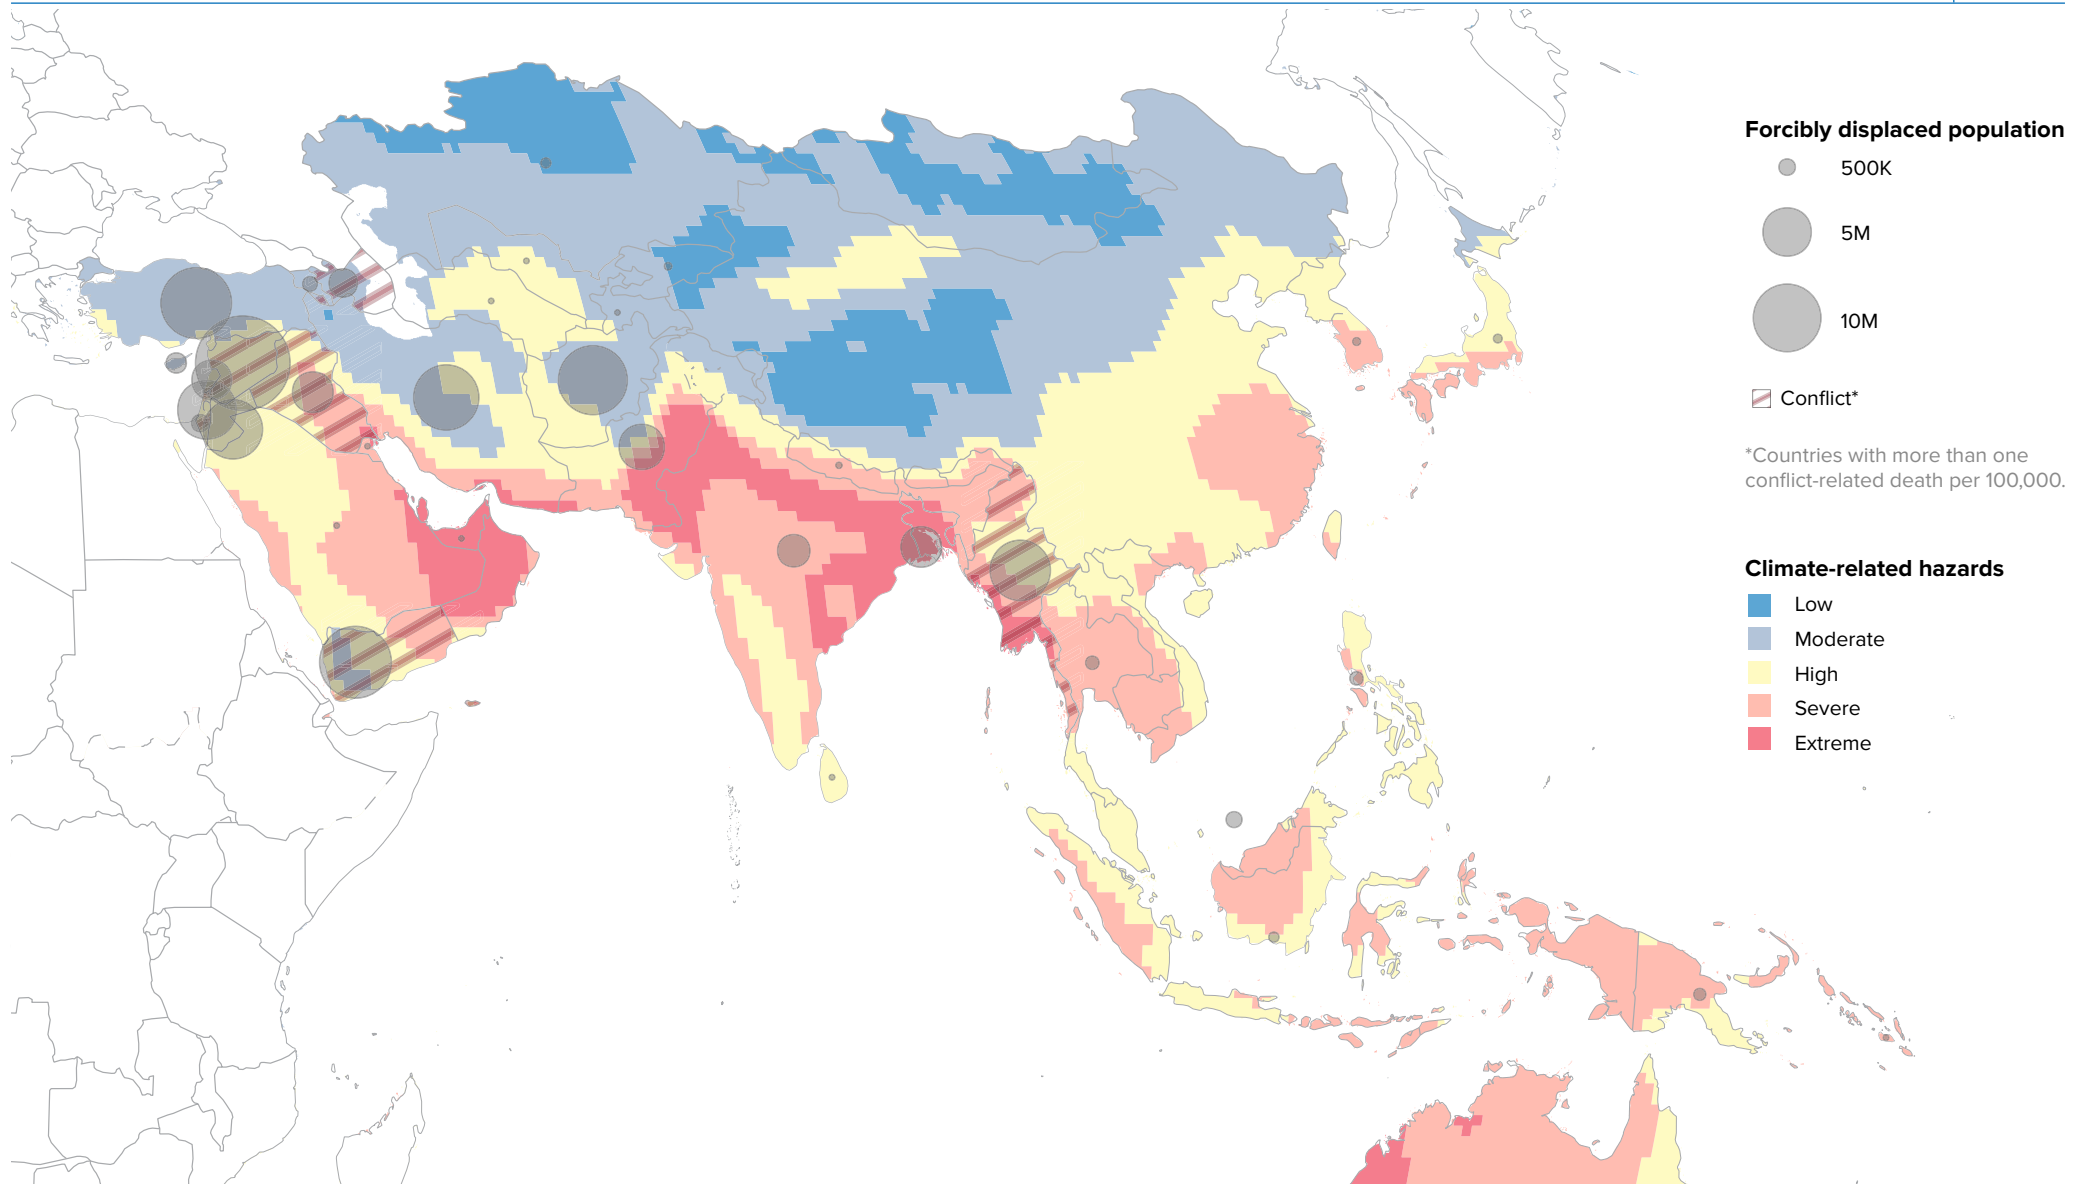 Forcibly displaced population
500K
5M
10M
Conflict*
*Countries with more than one
conflict-related death per 100,000.
Climate-related hazards
Low
Moderate
High
Severe
Extreme